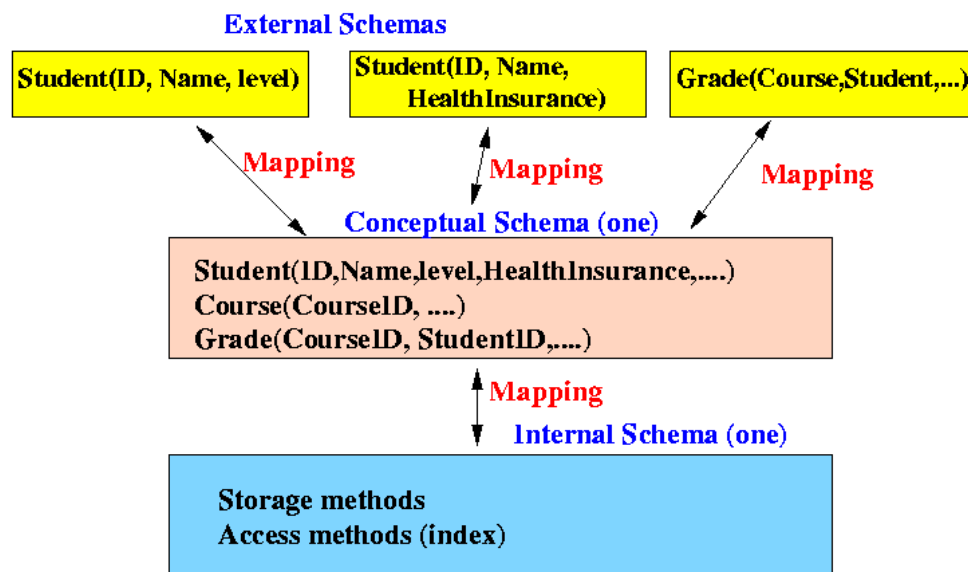 External Schemas
Student(ID, Name, level)
Student(ID, Name,
HealthInsurance)
Grade(Course,Student,...)
Mapping
Mapping
Mapping
Conceptual Schema (one)
Student(ID,Name,level,HealthInsurance,....)
Course(CourseID, ....)
Grade(CourseID, StudentID,....)
Mapping
Internal Schema (one)
Storage methods
Access methods (index)